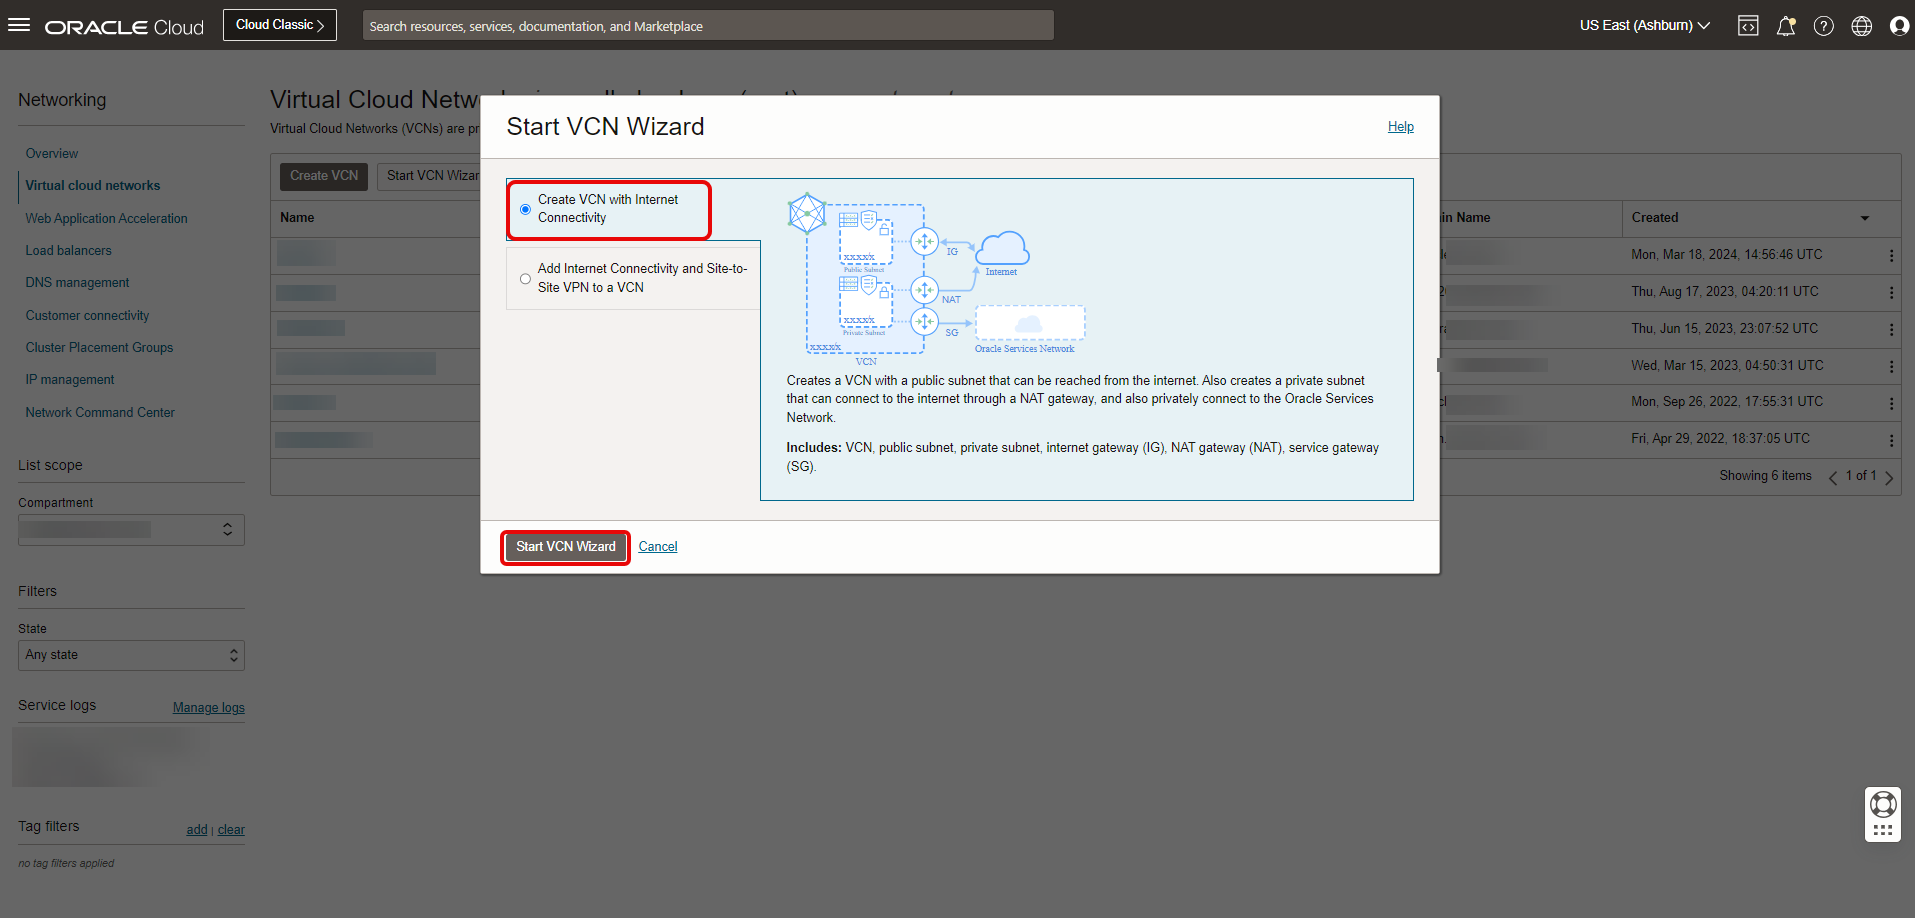 ORACLE Cloud
Cloud Classic
Search resources, services, documentation, and Marketplace
US East (Ashburn)
Networking
Overview
Virtual cloud networks
Web Application Acceleration
Load balancers
DNS management
Customer connectivity
Cluster Placement Groups
IP management
Network Command Center
List scope
Compartment
Filters
State
Any state
Service logs
Manage logs
Tag filters
add | clear
no tag filters applied
Virtual Cloud Netw
Virtual Cloud Networks (VCNs) are pr
Create VCN
Start VCN Wizar
Name
Start VCN Wizard
Help
Create VCN with Internet
Connectivity
Add Internet Connectivity and Site-to-
Site VPN to a VCN
xxxx/x
Public Subnet
xxxx/x
Private Subnet
xxxx/x
VCN
IG
NAT
SG
Internet
Oracle Services Network
Creates a VCN with a public subnet that can be reached from the internet. Also creates a private subnet
that can connect to the internet through a NAT gateway, and also privately connect to the Oracle Services
Network.
Includes: VCN, public subnet, private subnet, internet gateway (IG), NAT gateway (NAT), service gateway
(SG).
Start VCN Wizard
Cancel
in Name
Created
Mon, Mar 18, 2024, 14:56:46 UTC
Thu, Aug 17, 2023, 04:20:11 UTC
Thu, Jun 15, 2023, 23:07:52 UTC
Wed, Mar 15, 2023, 04:50:31 UTC
Mon, Sep 26, 2022, 17:55:31 UTC
Fri, Apr 29, 2022, 18:37:05 UTC
Showing 6 items
1 of 1